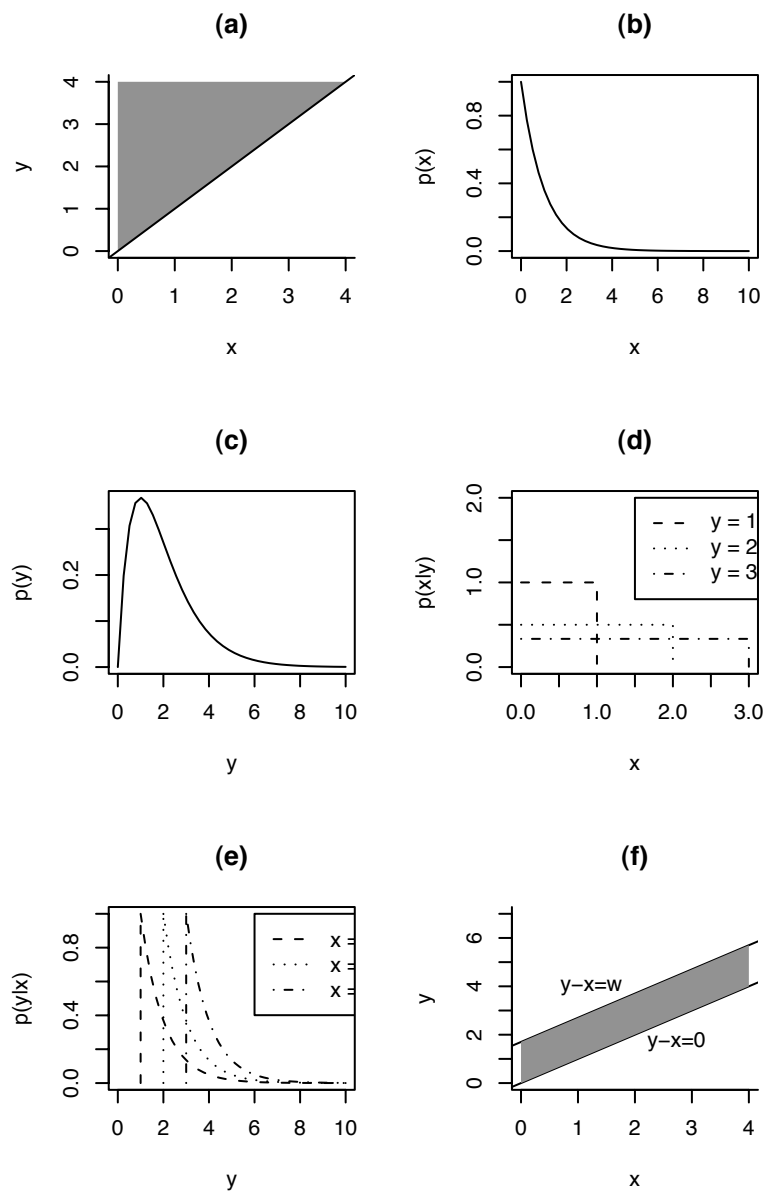 (a)
4
3
2
1
0
y
0 1 2 3 4
x
(b)
0.8
0.4
0.0
p(x)
0 2 4 6 8 10
x
(c)
0.2
0.0
p(y)
0 2 4 6 8 10
y
(d)
2.0
1.0
0.0
p(x|y)
y = 1
y = 2
y = 3
0.0 1.0 2.0 3.0
x
(e)
0.8
0.4
0.0
p(y|x)
x =
x =
x =
0 2 4 6 8 10
y
(f)
6
4
2
0
y
y−x=w
y−x=0
0 1 2 3 4
x